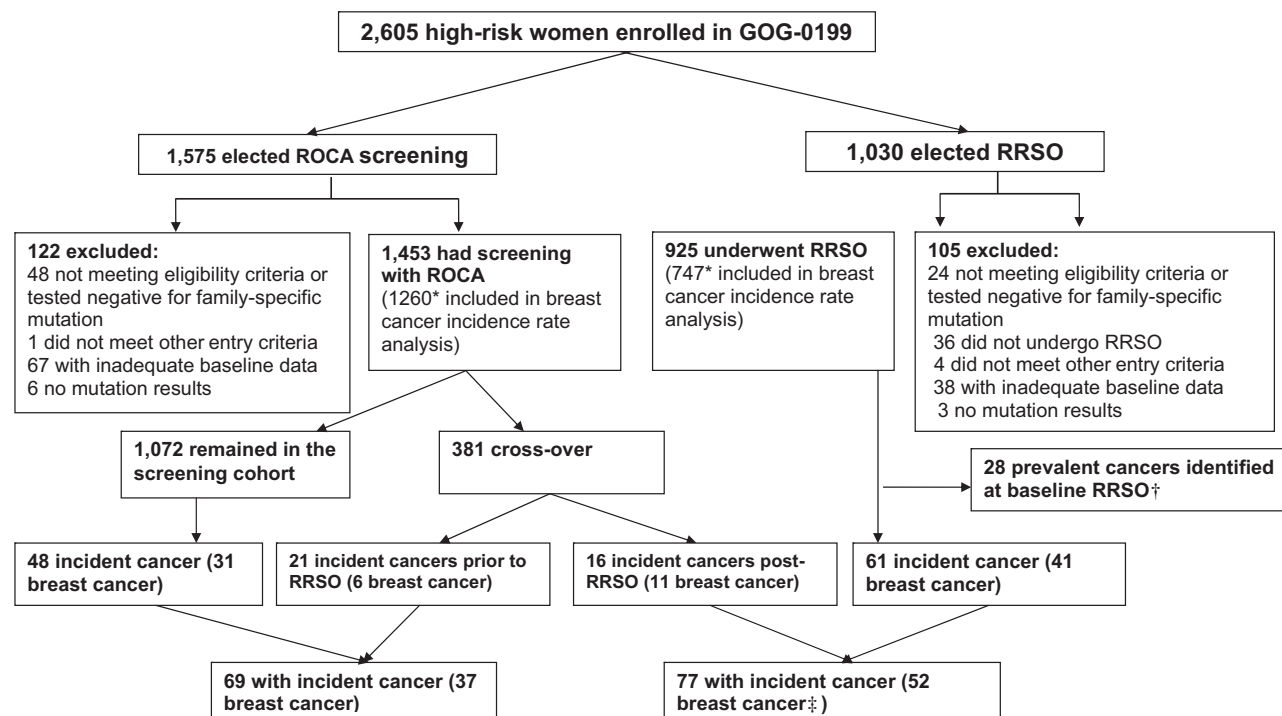 2,605 high-risk women enrolled in GOG-0199
1,575 elected ROCA screening
1,030 elected RRSO
122 excluded:
48 not meeting eligibility criteria or
tested negative for family-specific
mutation
1 did not meet other entry criteria
67 with inadequate baseline data
6 no mutation results
1,453 had screening
with ROCA
(1260* included in breast
cancer incidence rate
analysis)
925 underwent RRSO
(747* included in breast
cancer incidence rate
analysis)
105 excluded:
24 not meeting eligibility criteria or
tested negative for family-specific
mutation
36 did not undergo RRSO
4 did not meet other entry criteria
38 with inadequate baseline data
3 no mutation results
1,072 remained in the
screening cohort
381 cross-over
28 prevalent cancers identified
at baseline RRSO†
48 incident cancer (31
breast cancer)
21 incident cancers prior to
RRSO (6 breast cancer)
16 incident cancers post-
RRSO (11 breast cancer)
61 incident cancer (41
breast cancer)
69 with incident cancer (37
breast cancer)
77 with incident cancer (52
breast cancer‡ )